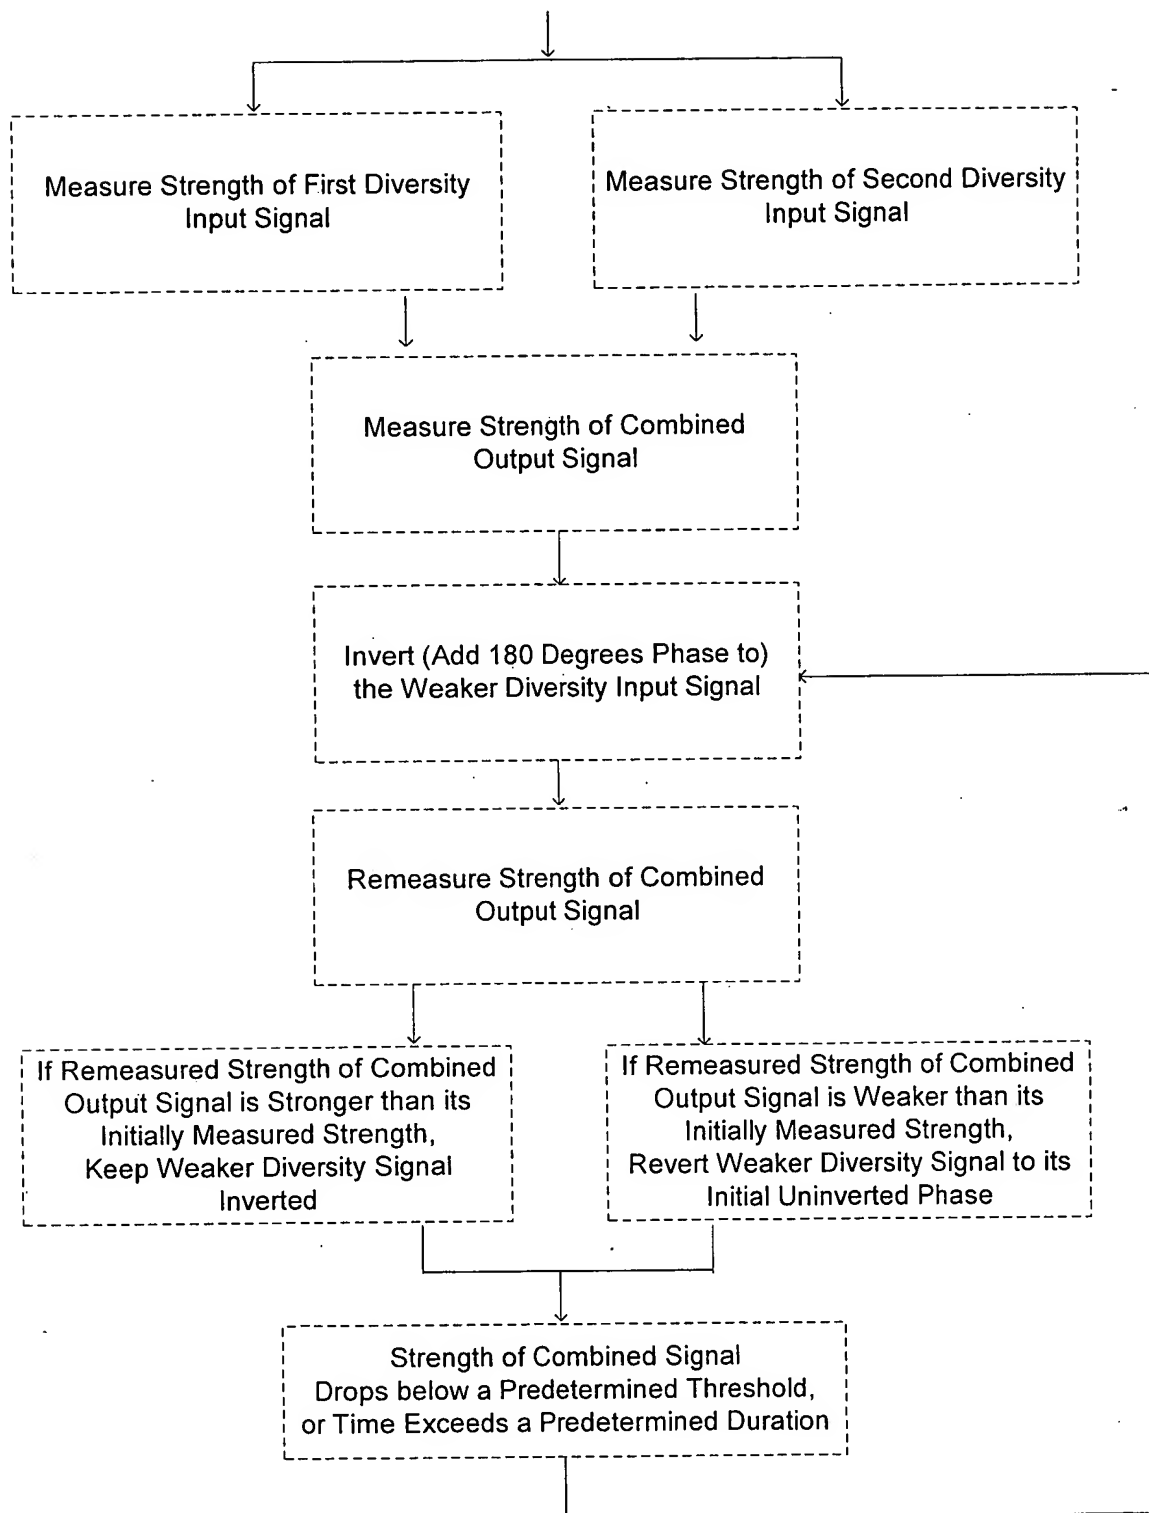 Measure Strength of First Diversity
Input Signal
Measure Strength of Second Diversity
Input Signal
Measure Strength of Combined
Output Signal
Invert (Add 180 Degrees Phase to)
the Weaker Diversity Input Signal
Remeasure Strength of Combined
Output Signal
If Remeasured Strength of Combined
Output Signal is Stronger than its
Initially Measured Strength,
Keep Weaker Diversity Signal
Inverted
If Remeasured Strength of Combined
Output Signal is Weaker than its
Initially Measured Strength,
Revert Weaker Diversity Signal to its
Initial Uninverted Phase
Strength of Combined Signal
Drops below a Predetermined Threshold,
or Time Exceeds a Predetermined Duration